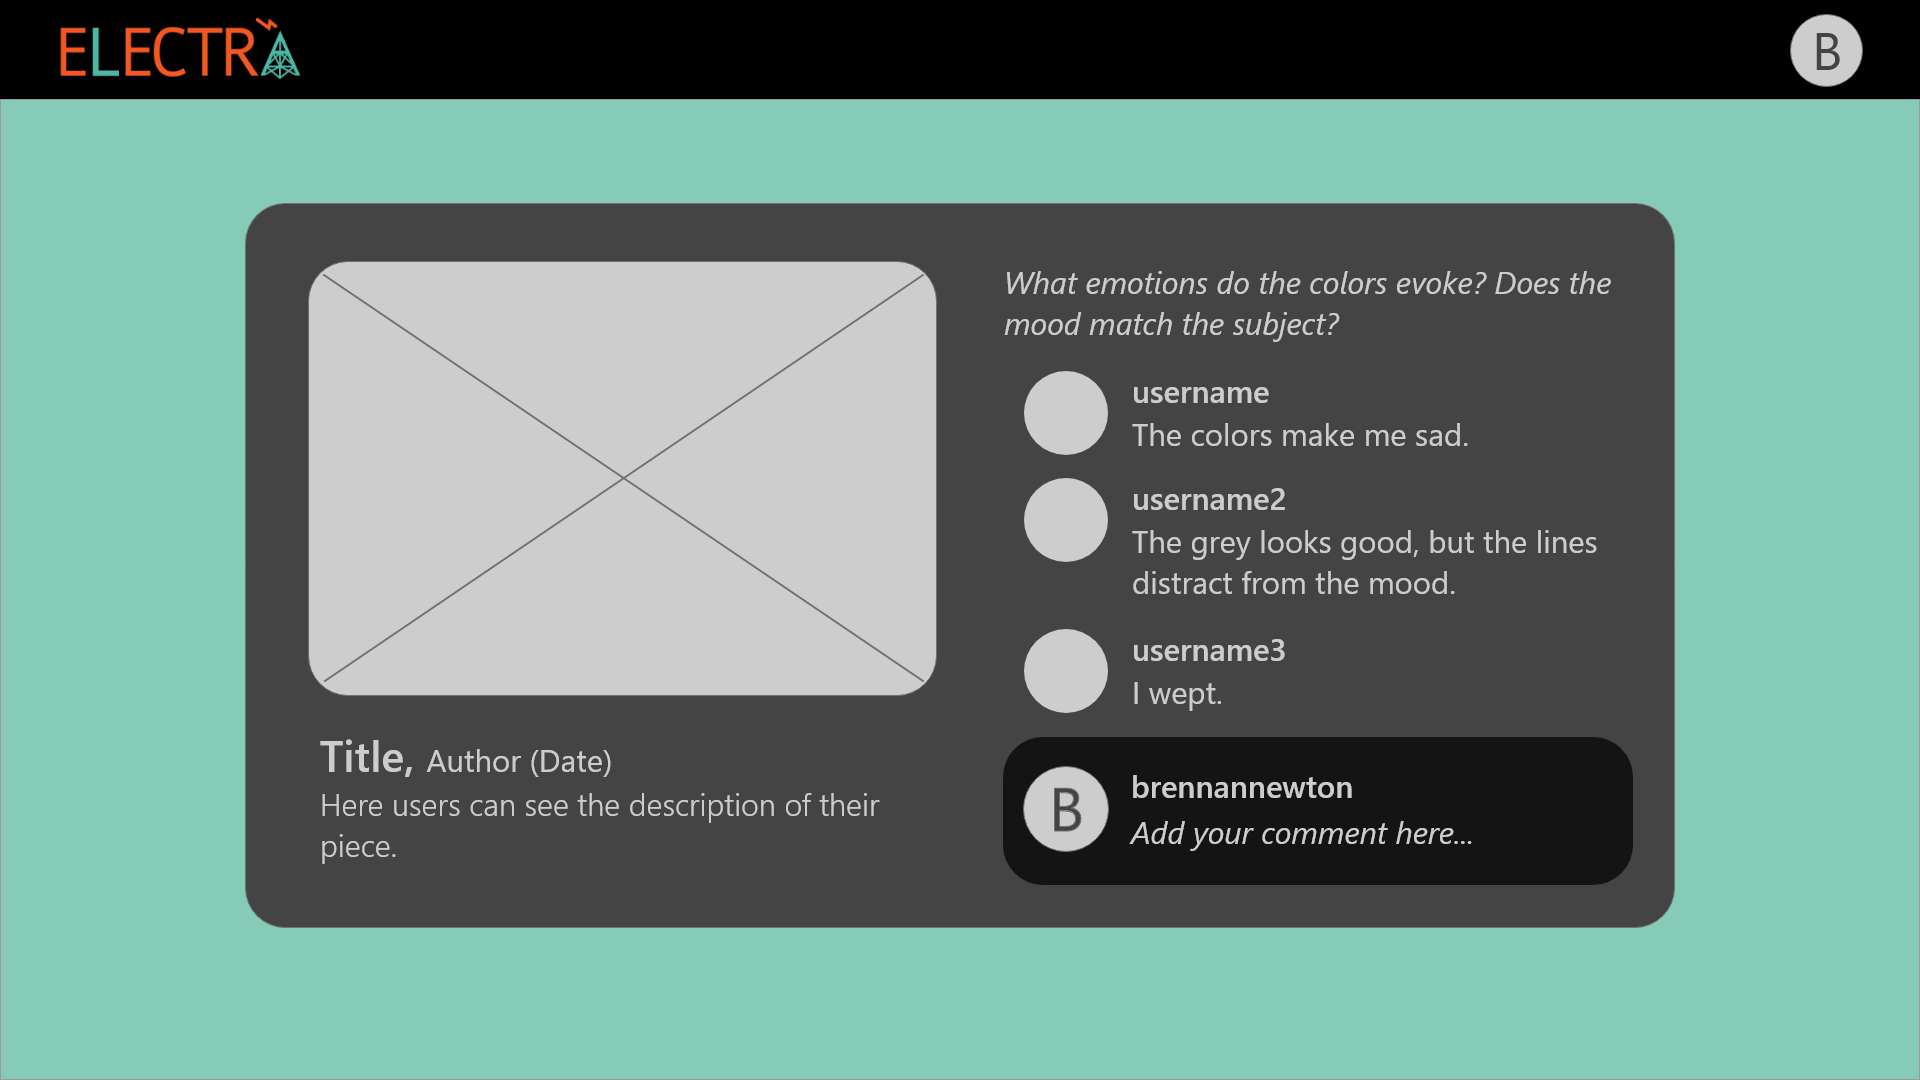 ELECTRA
B
What emotions do the colors evoke? Does the
mood match the subject?
username
The colors make me sad.
username2
The grey looks good, but the lines
distract from the mood.
username3
I wept.
Title, Author (Date)
Here users can see the description of their
piece.
B
brennannewton
Add your comment here...